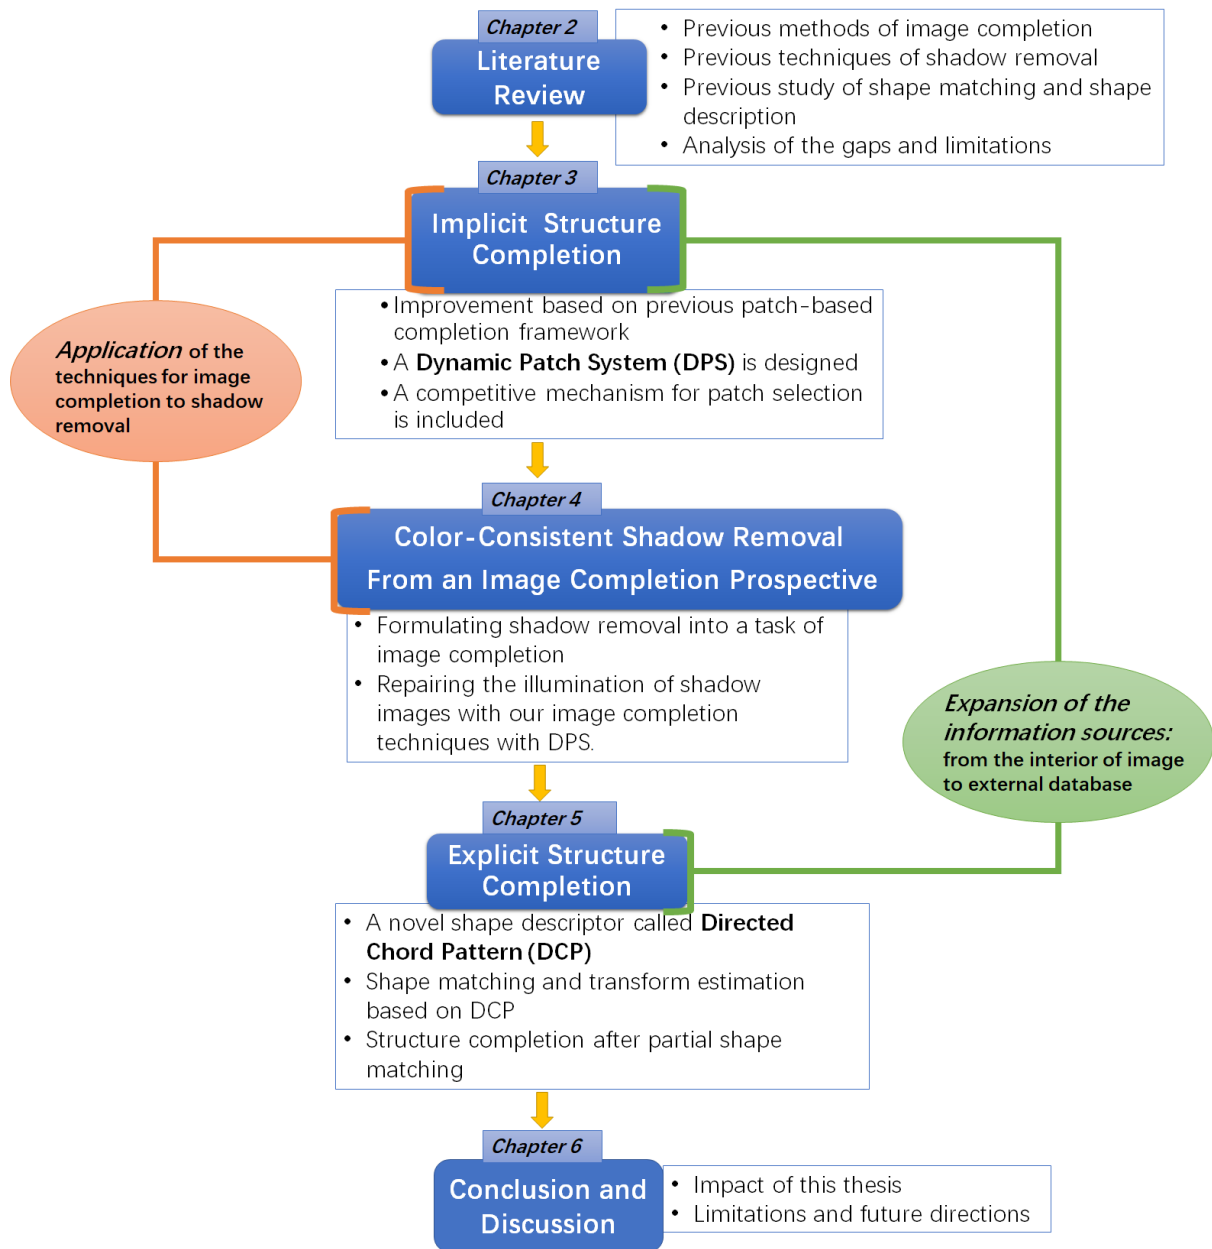 Chapter 2
Literature
Review
• Previous methods of image completion
• Previous techniques of shadow removal
• Previous study of shape matching and shape
description
• Analysis of the gaps and limitations
Chapter 3
Implicit Structure
Completion
• Improvement based on previous patch-based
completion framework
• A Dynamic Patch System (DPS) is designed
• A competitive mechanism for patch selection
is included
Application of the
techniques for image
completion to shadow
removal
Chapter 4
Color-Consistent Shadow Removal
From an Image Completion Prospective
• Formulating shadow removal into a task of
image completion
• Repairing the illumination of shadow
images with our image completion
techniques with DPS.
Expansion of the
information sources:
from the interior of image
to external database
Chapter 5
Explicit Structure
Completion
• A novel shape descriptor called Directed
Chord Pattern (DCP)
• Shape matching and transform estimation
based on DCP
• Structure completion after partial shape
matching
Chapter 6
Conclusion and
Discussion
• Impact of this thesis
• Limitations and future directions